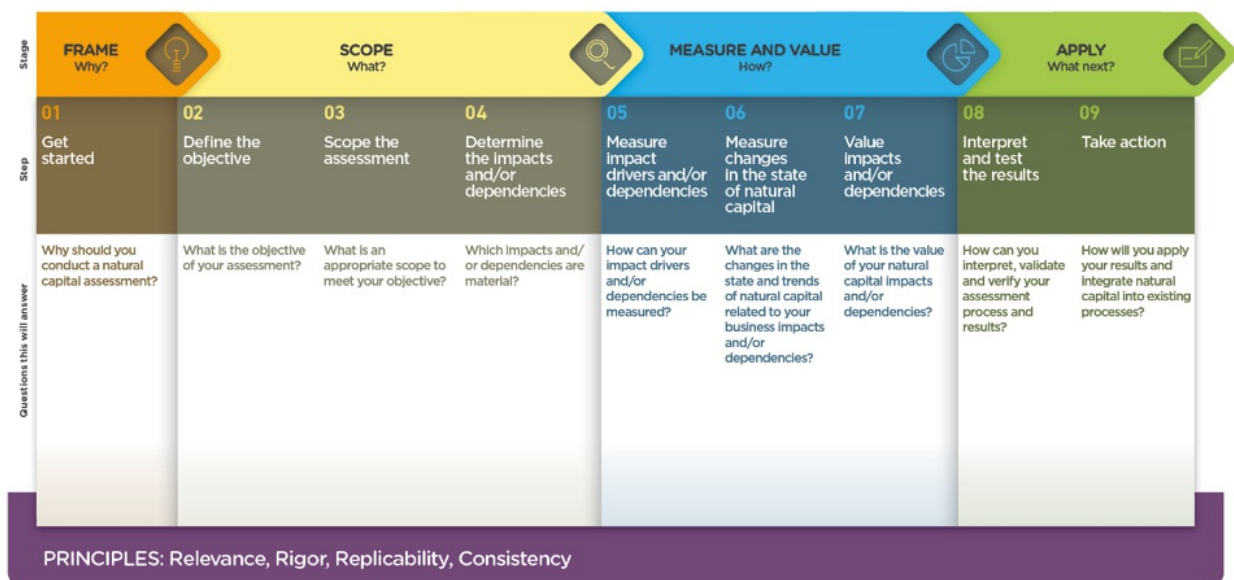 Stage
FRAME
Why?
SCOPE
What?
MEASURE AND VALUE
How?
APPLY
What next?
Step
01
Get
started
02
Define the
objective
03
Scope the
assessment
04
Determine
the impacts
and/or
dependencies
05
Measure
impact
drivers and/or
dependencies
06
Measure
changes
in the state
of natural
capital
07
Value
impacts
and/or
dependencies
08
Interpret
and test
the results
09
Take action
Questions this will answer
Why should you
conduct a natural
capital assessment?
What is the objective
of your assessment?
What is an
appropriate scope to
meet your objective?
Which impacts and/
or dependencies are
material?
How can your
impact drivers
and/or
dependencies be
measured?
What are the
changes in the
state and trends
of natural capital
related to your
business impacts
and/or
dependencies?
What is the value
of your natural
capital impacts
and/or
dependencies?
How can you
interpret, validate
and verify your
assessment
process and
results?
How will you apply
your results and
integrate natural
capital into existing
processes?
PRINCIPLES: Relevance, Rigor, Replicability, Consistency